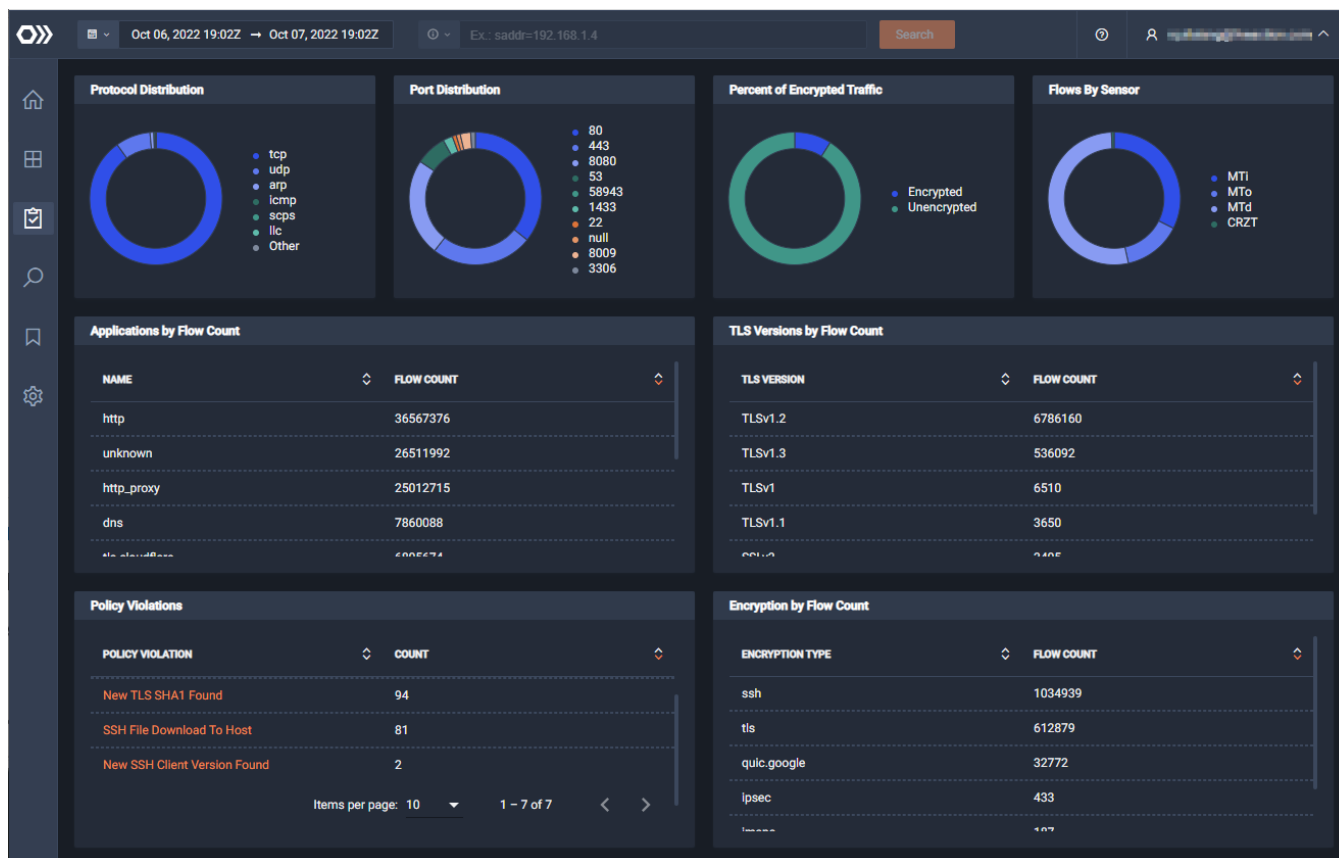 Oct 06, 2022 19:02Z → Oct 07, 2022 19:02Z
Ex.: saddr=192.168.1.4
Search
Protocol Distribution
tcp
udp
arp
icmp
scps
llc
Other
Port Distribution
80
443
8080
53
58943
1433
22
null
8009
3306
Percent of Encrypted Traffic
Encrypted
Unencrypted
Flows By Sensor
MTi
MTo
MTd
CRZT
Applications by Flow Count
NAME FLOW COUNT
http 36567376
unknown 26511992
http_proxy 25012715
dns 7860088
TLS Versions by Flow Count
TLS VERSION FLOW COUNT
TLSv1.2 6786160
TLSv1.3 536092
TLSv1 6510
TLSv1.1 3650
Policy Violations
POLICY VIOLATION COUNT
New TLS SHA1 Found 94
SSH File Download To Host 81
New SSH Client Version Found 2
Items per page: 10 1 – 7 of 7
Encryption by Flow Count
ENCRYPTION TYPE FLOW COUNT
ssh 1034939
tls 612879
quic.google 32772
ipsec 433